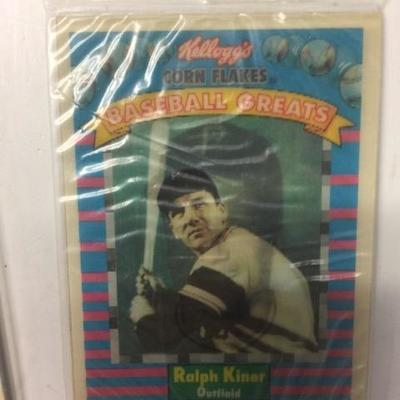 Kellogg's
CORN FLAKES
BASEBALL GREATS
Ralph Kiner
Outfield